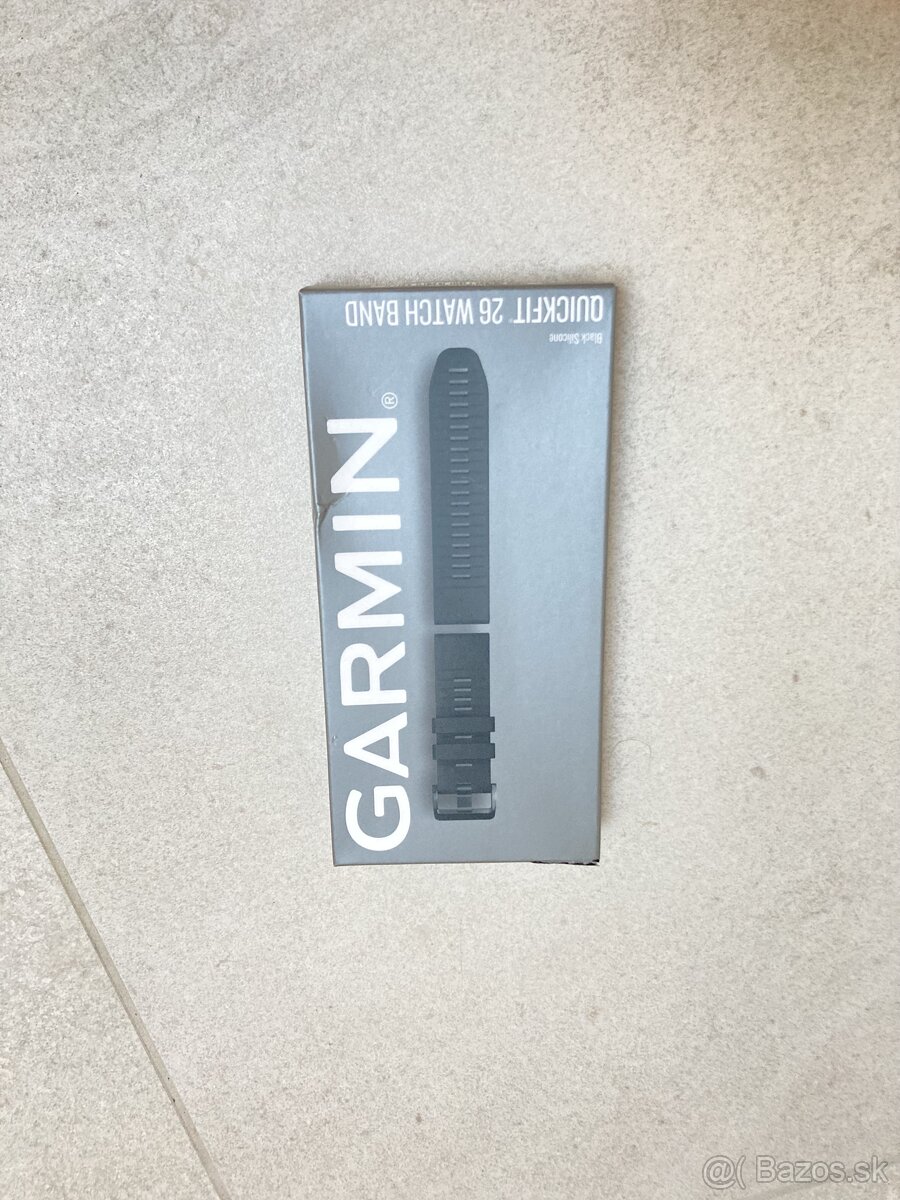 QUICKFIT® 26 WATCH BAND
Black Silicone
GARMIN®
@( Bazos.sk